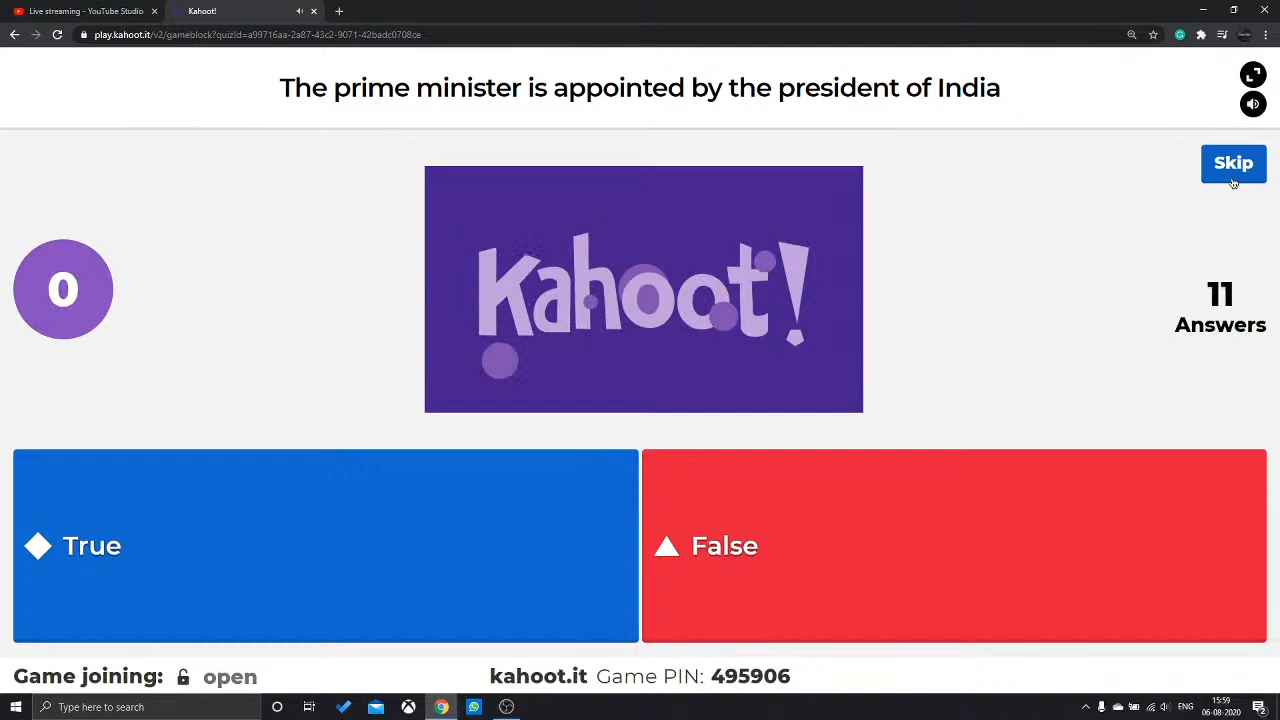 Live streaming - YouTube Studio
Kahoot!
play.kahoot.it/v2/gameblock?quizId=a99716aa-2a87-43c2-9071-42badc0708ce
The prime minister is appointed by the president of India
Skip
Kahoot!
0
11
Answers
True
False
Game joining: open
kahoot.it Game PIN: 495906
Type here to search
ENG
15:59
06-08-2020
2